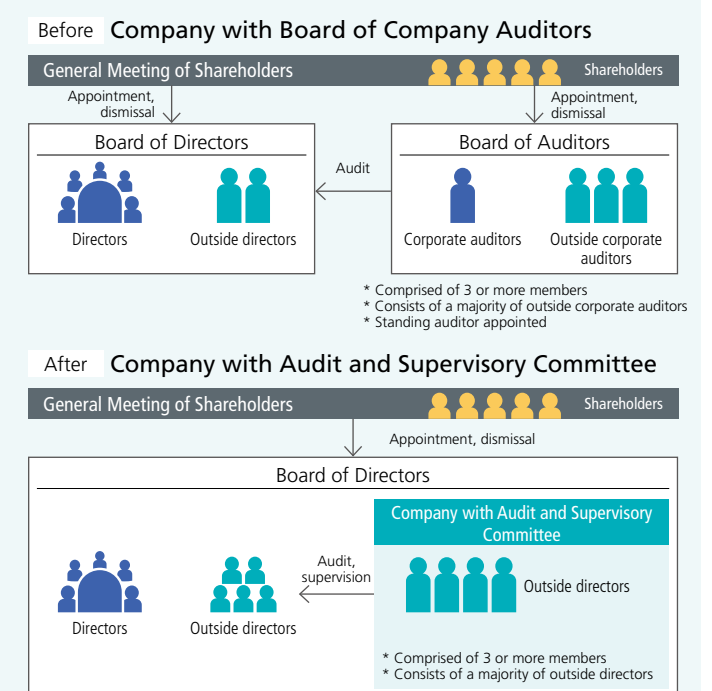 Before Company with Board of Company Auditors
General Meeting of Shareholders
Shareholders
Appointment,
dismissal
Appointment,
dismissal
Board of Directors
Directors
Outside directors
Audit
Board of Auditors
Corporate auditors
Outside corporate
auditors
* Comprised of 3 or more members
* Consists of a majority of outside corporate auditors
* Standing auditor appointed
After Company with Audit and Supervisory Committee
General Meeting of Shareholders
Shareholders
Appointment, dismissal
Board of Directors
Directors
Outside directors
Audit,
supervision
Company with Audit and Supervisory
Committee
Outside directors
* Comprised of 3 or more members
* Consists of a majority of outside directors